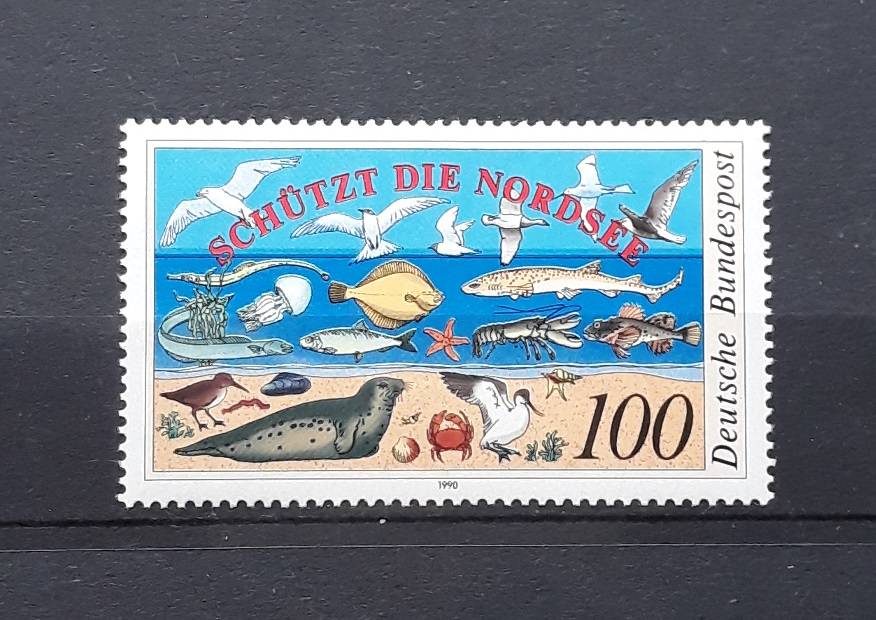 SCHÜTZT DIE NORDSEE
Deutsche Bundespost
100
1990